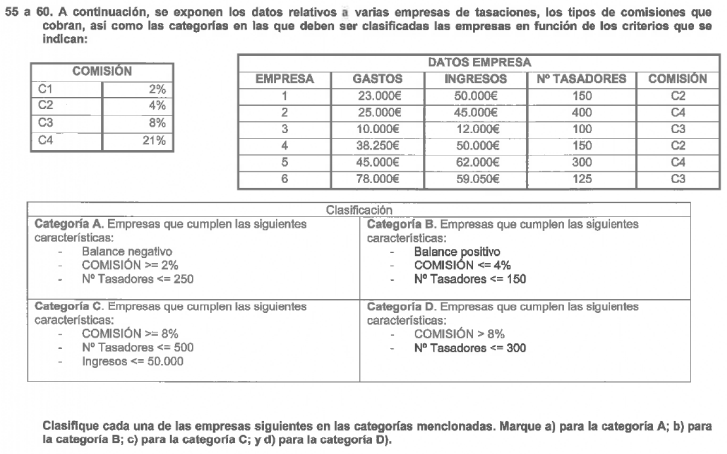 55 a 60. A continuación, se exponen los datos relativos a varias empresas de tasaciones, los tipos de comisiones que
cobran, así como las categorías en las que deben ser clasificadas las empresas en función de los criterios que se
indican:
COMISIÓN
C1 2%
C2 4%
C3 8%
C4 21%
DATOS EMPRESA
EMPRESA GASTOS INGRESOS Nº TASADORES COMISIÓN
1 23.000€ 50.000€ 150 C2
2 25.000€ 45.000€ 400 C4
3 10.000€ 12.000€ 100 C3
4 38.250€ 50.000€ 150 C2
5 45.000€ 62.000€ 300 C4
6 78.000€ 59.050€ 125 C3
Clasificación
Categoría A. Empresas que cumplen las siguientes
características:
- Balance negativo
- COMISIÓN >= 2%
- Nº Tasadores <= 250
Categoría B. Empresas que cumplen las siguientes
características:
- Balance positivo
- COMISIÓN <= 4%
- Nº Tasadores <= 150
Categoría C. Empresas que cumplen las siguientes
características:
- COMISIÓN >= 8%
- Nº Tasadores <= 500
- Ingresos <= 50.000
Categoría D. Empresas que cumplen las siguientes
características:
- COMISIÓN > 8%
- Nº Tasadores <= 300
Clasifique cada una de las empresas siguientes en las categorías mencionadas. Marque a) para la categoría A; b) para
la categoría B; c) para la categoría C; y d) para la categoría D).